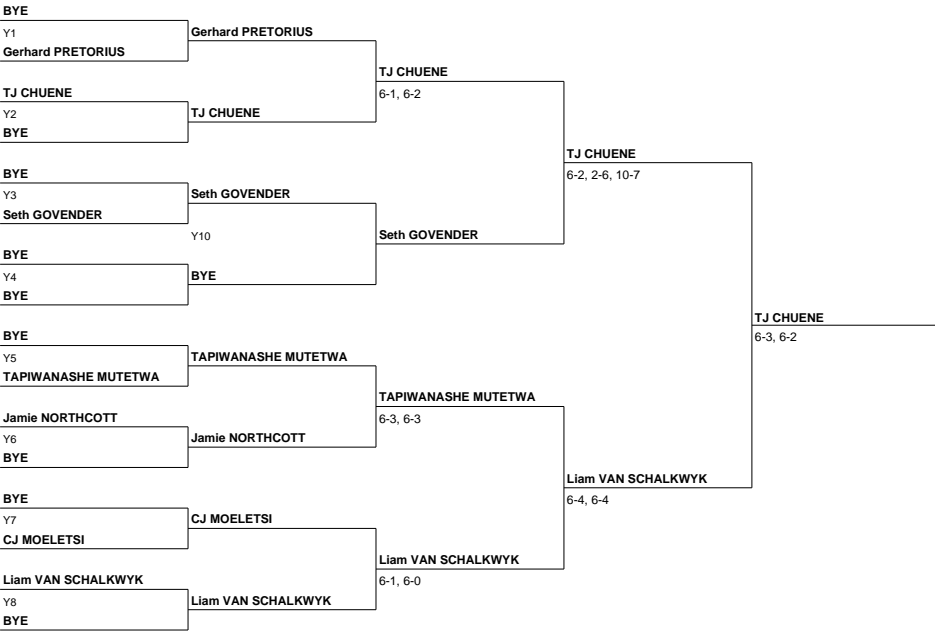 BYE
Y1
Gerhard PRETORIUS
TJ CHUENE
Y2
BYE
BYE
Y3
Seth GOVENDER
BYE
Y4
BYE
BYE
Y5
TAPIWANASHE MUTETWA
Jamie NORTHCOTT
Y6
BYE
BYE
Y7
CJ MOELETSI
Liam VAN SCHALKWYK
Y8
BYE
Gerhard PRETORIUS
TJ CHUENE
Seth GOVENDER
Y10
BYE
TAPIWANASHE MUTETWA
Jamie NORTHCOTT
CJ MOELETSI
Liam VAN SCHALKWYK
TJ CHUENE
6-1, 6-2
Seth GOVENDER
TAPIWANASHE MUTETWA
6-3, 6-3
Liam VAN SCHALKWYK
6-1, 6-0
TJ CHUENE
6-2, 2-6, 10-7
Liam VAN SCHALKWYK
6-4, 6-4
TJ CHUENE
6-3, 6-2